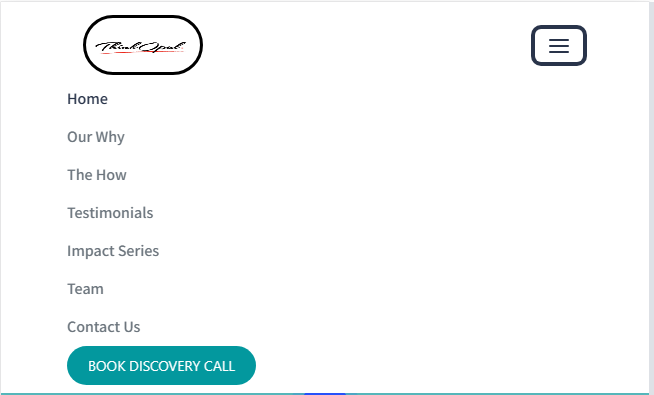 ThinkOpal
Home
Our Why
The How
Testimonials
Impact Series
Team
Contact Us
BOOK DISCOVERY CALL